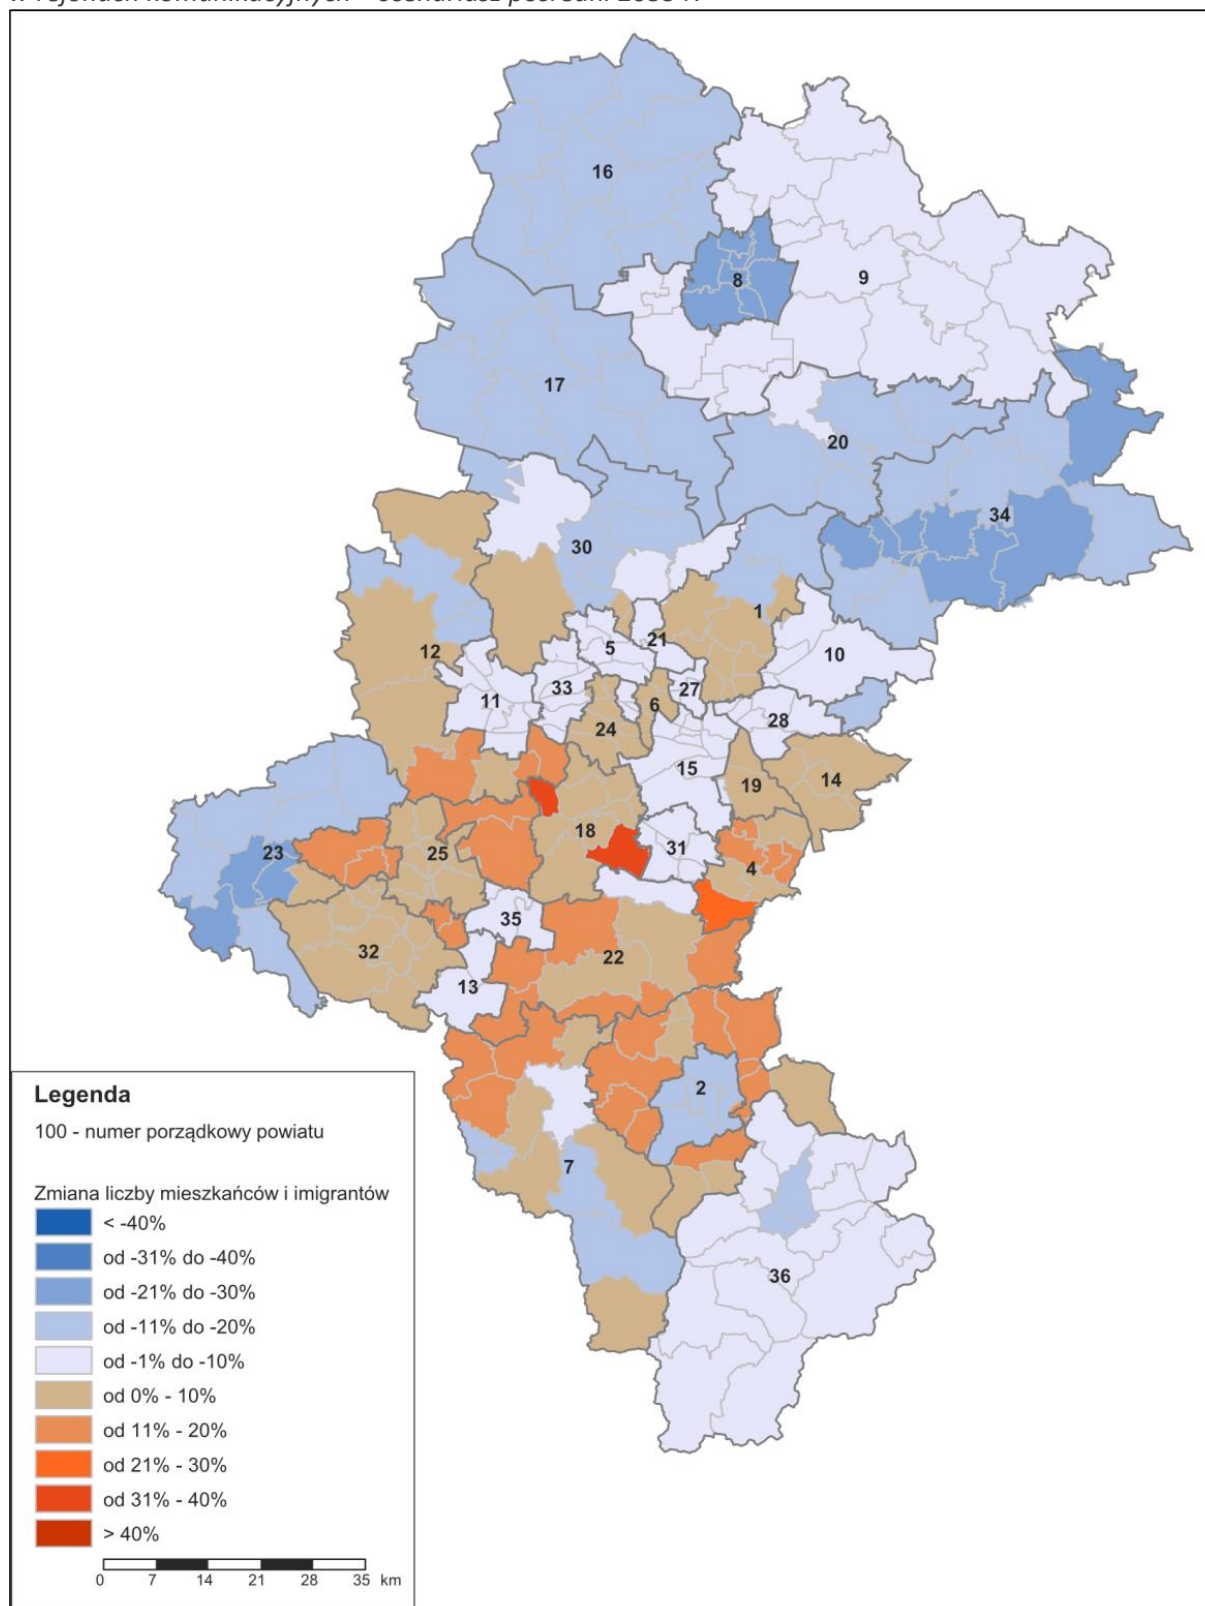 w rejonach komunikacyjnych – scenariusz pośredni 2035 r.
16
8
9
17
20
34
30
1
12
5
21
10
11
33
27
6
28
24
15
19
14
18
31
23
25
4
35
32
22
13
2
7
36
Legenda
100 - numer porządkowy powiatu
Zmiana liczby mieszkańców i imigrantów
< -40%
od -31% do -40%
od -21% do -30%
od -11% do -20%
od -1% do -10%
od 0% - 10%
od 11% - 20%
od 21% - 30%
od 31% - 40%
> 40%
0 7 14 21 28 35 km